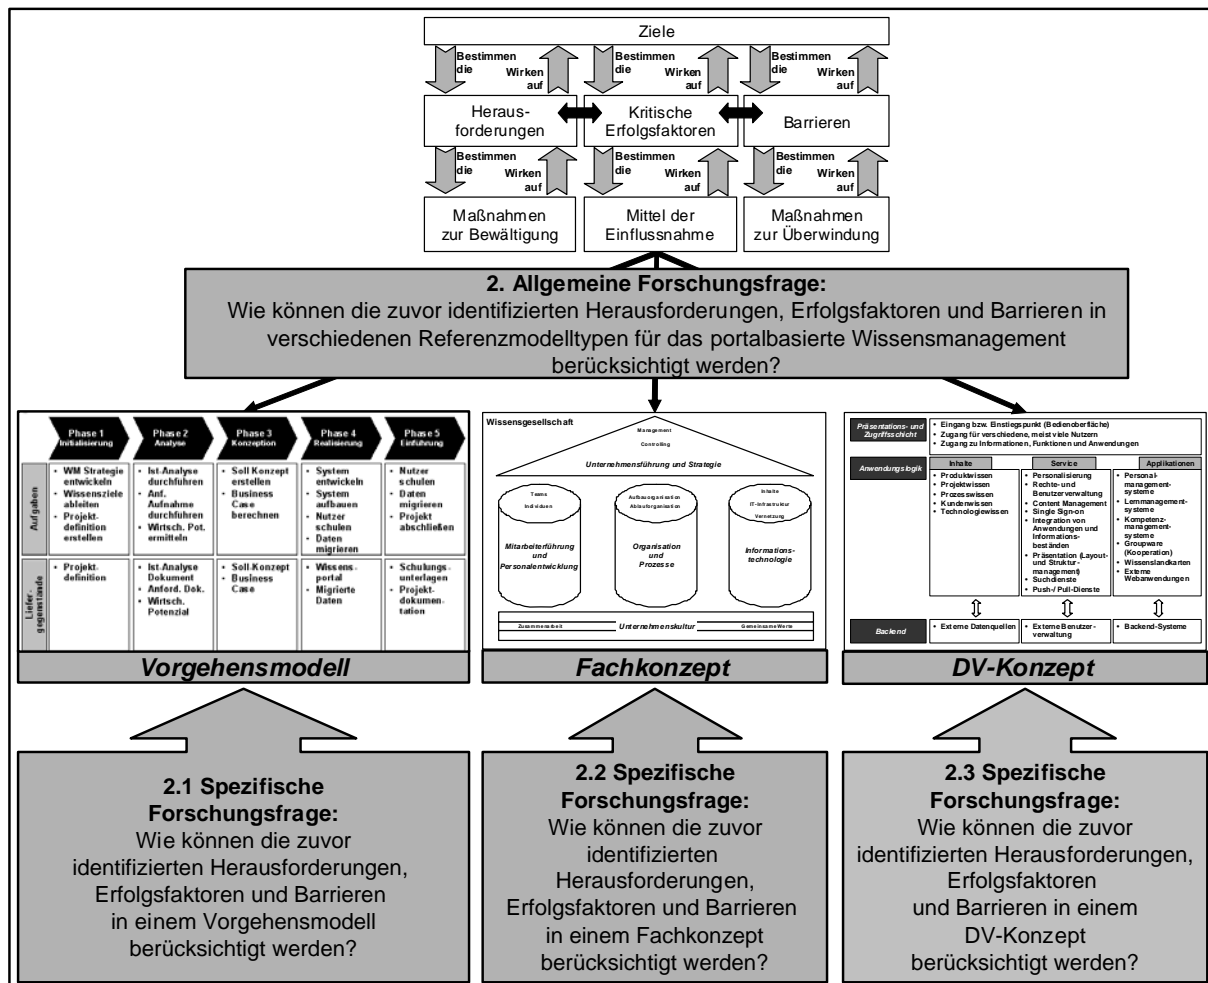 Ziele
Bestimmen
die
Wirken
auf
Bestimmen
die
Wirken
auf
Bestimmen
die
Wirken
auf
Heraus-
forderungen
Kritische
Erfolgsfaktoren
Barrieren
Bestimmen
die
Wirken
auf
Bestimmen
die
Wirken
auf
Bestimmen
die
Wirken
auf
Maßnahmen
zur Bewältigung
Mittel der
Einflussnahme
Maßnahmen
zur Überwindung
2. Allgemeine Forschungsfrage:
Wie können die zuvor identifizierten Herausforderungen, Erfolgsfaktoren und Barrieren in
verschiedenen Referenzmodelltypen für das portalbasierte Wissensmanagement
berücksichtigt werden?
Phase 1
Initialisierung
Phase 2
Analyse
Phase 3
Konzeption
Phase 4
Realisierung
Phase 5
Einführung
Aufgaben
• WM Strategie
entwickeln
• Wissensziele
ableiten
• Projekt-
definition
erstellen
• Ist-Analyse
durchführen
• Anf.
Aufnahme
durchführen
• Wirtsch. Pot.
ermitteln
• Soll Konzept
erstellen
• Business
Case
berechnen
• System
entwickeln
• System
aufbauen
• Nutzer
schulen
• Daten
migrieren
• Nutzer
schulen
• Daten
migrieren
• Projekt
abschließen
Liefer-
gegenstände
• Projekt-
definition
• Ist-Analyse
Dokument
• Anford. Dok.
• Wirtsch.
Potenzial
• Soll-Konzept
• Business
Case
• Wissens-
portal
• Migrierte
Daten
• Schulungs-
unterlagen
• Projekt-
dokumen-
tation
Vorgehensmodell
Wissensgesellschaft
Management
Controlling
Unternehmensführung und Strategie
Teams
Individuen
Mitarbeiterführung
und
Personalentwicklung
Aufbauorganisation
Ablauforganisation
Organisation
und
Prozesse
Inhalte
IT-Infrastruktur
Vernetzung
Informations-
technologie
Zusammenarbeit
Unternehmenskultur
Gemeinsame Werte
Fachkonzept
Präsentations- und
Zugriffsschicht
• Eingang bzw. Einstiegspunkt (Bedienoberfläche)
• Zugang für verschiedene, meist viele Nutzern
• Zugang zu Informationen, Funktionen und Anwendungen
Anwendungslogik
Inhalte
• Produktwissen
• Projektwissen
• Prozesswissen
• Kundenwissen
• Technologiewissen
Service
• Personalisierung
• Rechte- und
Benutzerverwaltung
• Content Management
• Single Sign-on
• Integration von
Anwendungen und
Informations-
beständen
• Präsentation (Layout-
und Struktur-
management)
• Suchdienste
• Push-/ Pull-Dienste
Applikationen
• Personal-
management-
systeme
• Lernmanagement-
systeme
• Kompetenz-
management-
systeme
• Groupware
(Kooperation)
• Wissenslandkarten
• Externe
Webanwendungen
Backend
• Externe Datenquellen
• Externe Benutzer-
verwaltung
• Backend-Systeme
DV-Konzept
2.1 Spezifische
Forschungsfrage:
Wie können die zuvor
identifizierten Herausforderungen,
Erfolgsfaktoren und Barrieren
in einem Vorgehensmodell
berücksichtigt werden?
2.2 Spezifische
Forschungsfrage:
Wie können die zuvor
identifizierten
Herausforderungen,
Erfolgsfaktoren und Barrieren
in einem Fachkonzept
berücksichtigt werden?
2.3 Spezifische
Forschungsfrage:
Wie können die zuvor
identifizierten Herausforderungen,
Erfolgsfaktoren
und Barrieren in einem
DV-Konzept
berücksichtigt werden?